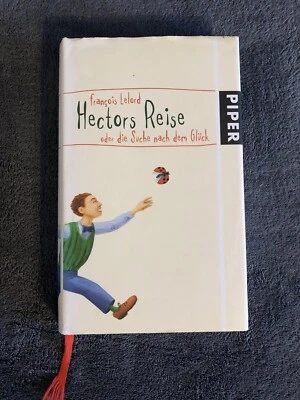 François Lelord
Hectors Reise
oder die Suche nach dem Glück
PIPER